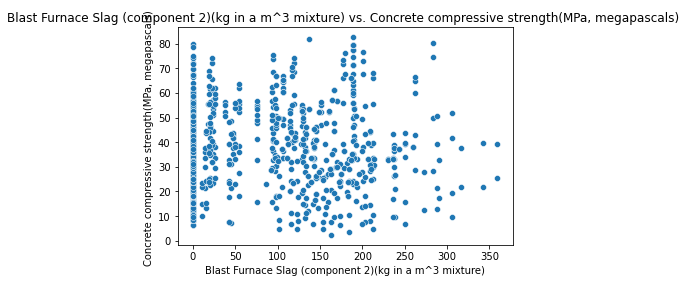 Blast Furnace Slag (component 2)(kg in a m^3 mixture) vs. Concrete compressive strength(MPa, megapascals)
Concrete compressive strength(MPa, megapascals)
80
70
60
50
40
30
20
10
0
0 50 100 150 200 250 300 350
Blast Furnace Slag (component 2)(kg in a m^3 mixture)